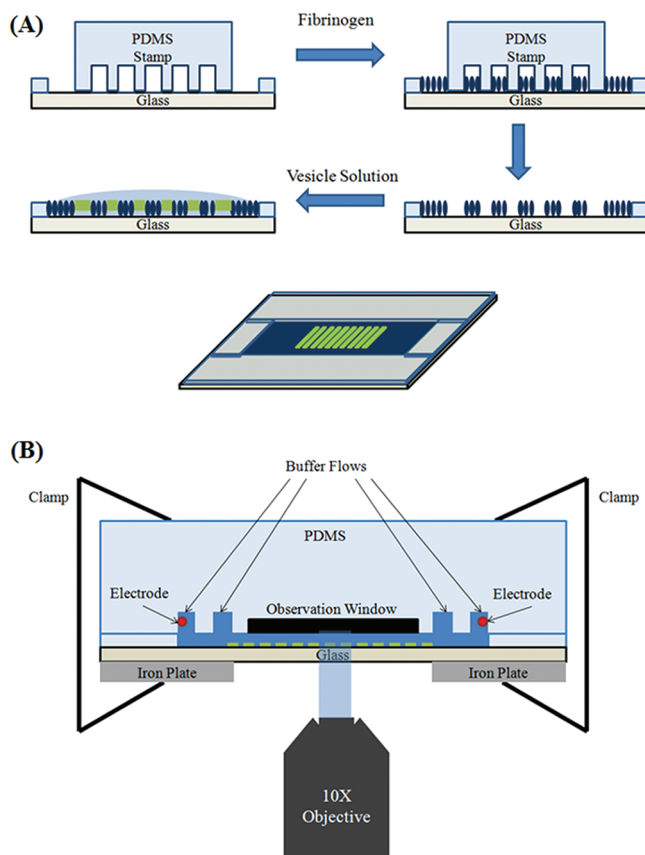 (A)
Fibrinogen
PDMS
Stamp
Glass
PDMS
Stamp
Glass
Vesicle Solution
Glass
Glass
(B)
Buffer Flows
Clamp
Clamp
PDMS
Electrode
Electrode
Observation Window
Glass
Iron Plate
Iron Plate
10X
Objective